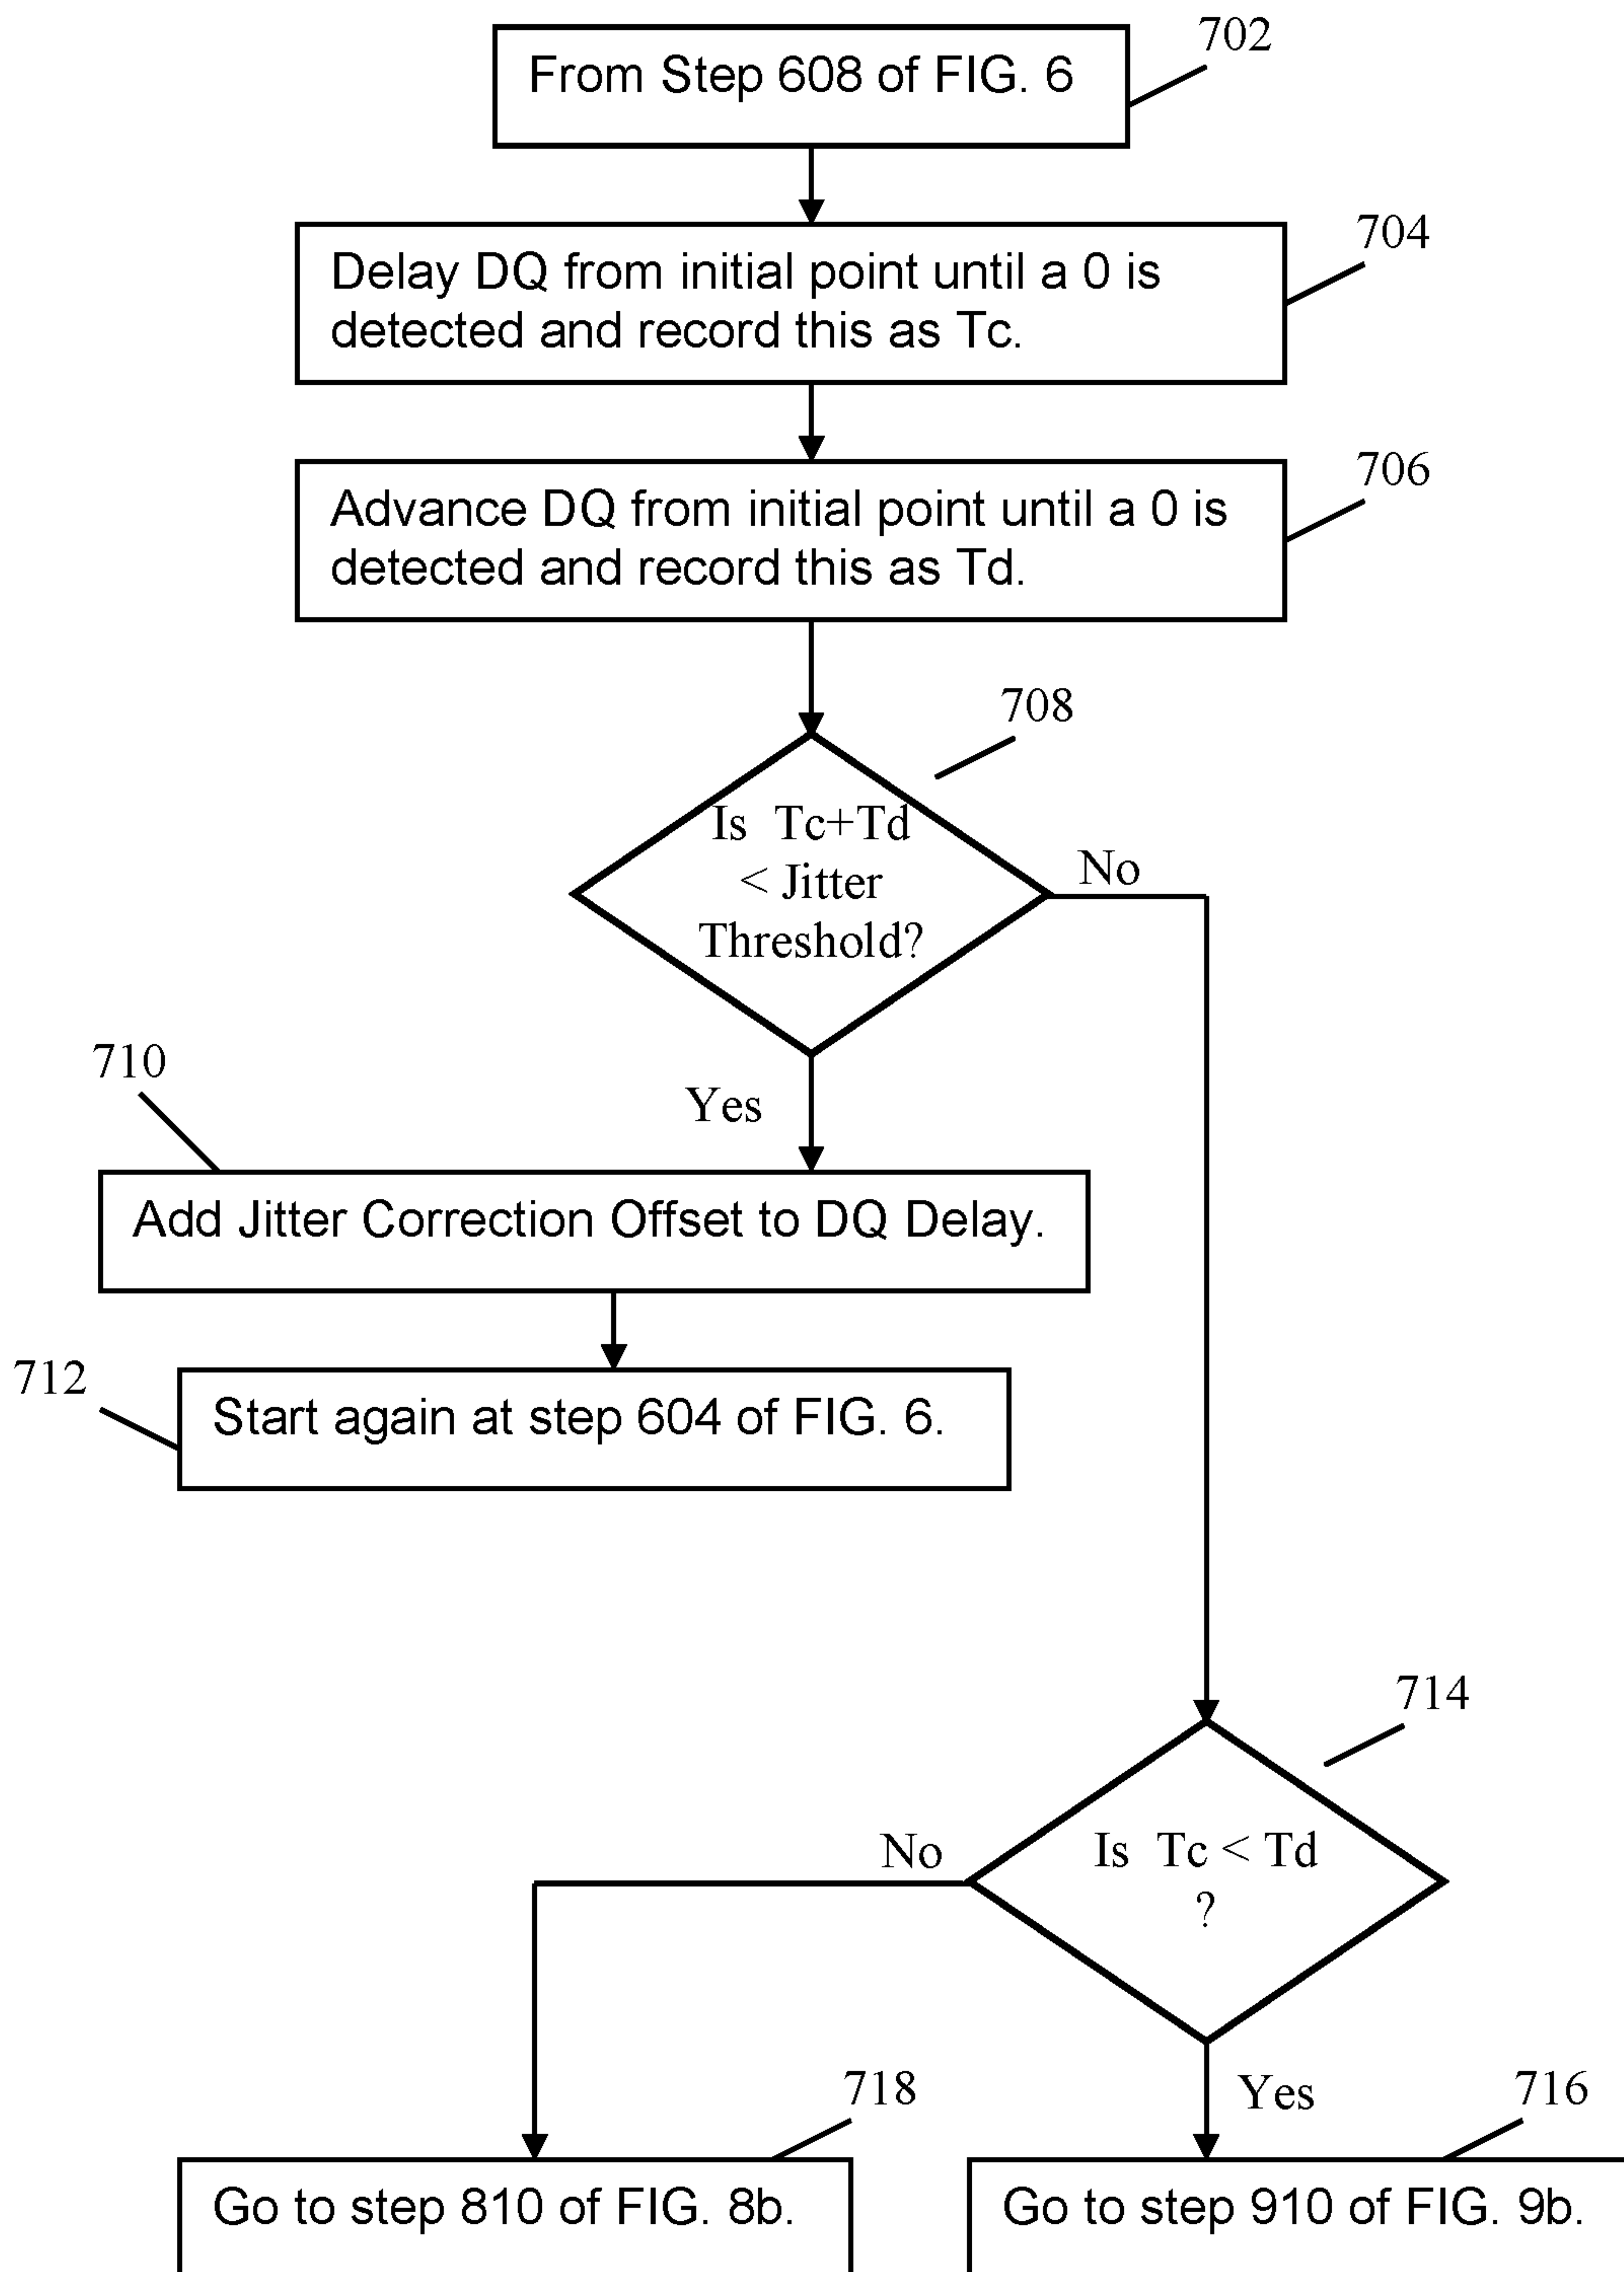 702
From Step 608 of FIG. 6
704
Delay DQ from initial point until a 0 is
detected and record this as Tc.
706
Advance DQ from initial point until a 0 is
detected and record this as Td.
708
Is Tc+Td
< Jitter
Threshold?
No
Yes
710
Add Jitter Correction Offset to DQ Delay.
712
Start again at step 604 of FIG. 6.
714
Is Tc < Td
?
No
Yes
718
Go to step 810 of FIG. 8b.
716
Go to step 910 of FIG. 9b.